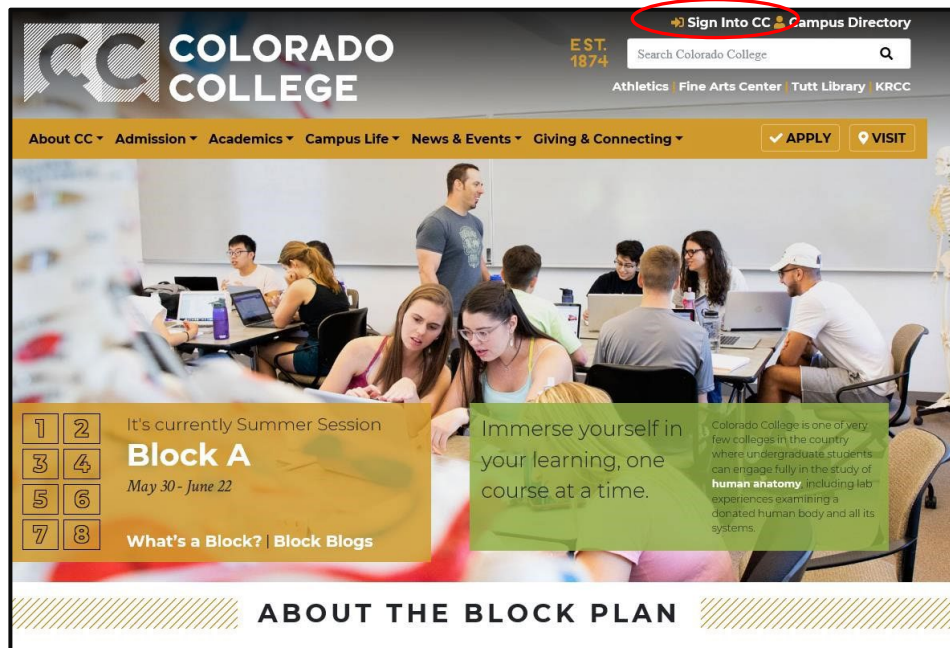 Sign Into CC Campus Directory
COLORADO
COLLEGE
EST.
1874
Search Colorado College
Athletics | Fine Arts Center | Tutt Library | KRCC
About CC Admission Academics Campus Life News & Events Giving & Connecting APPLY VISIT
1 2
3 4
5 6
7 8
It's currently Summer Session
Block A
May 30 - June 22
What's a Block? | Block Blogs
Immerse yourself in
your learning, one
course at a time.
Colorado College is one of very
few colleges in the country
where undergraduate students
can engage fully in the study of
human anatomy, including lab
experiences examining a
donated human body and all its
systems.
ABOUT THE BLOCK PLAN